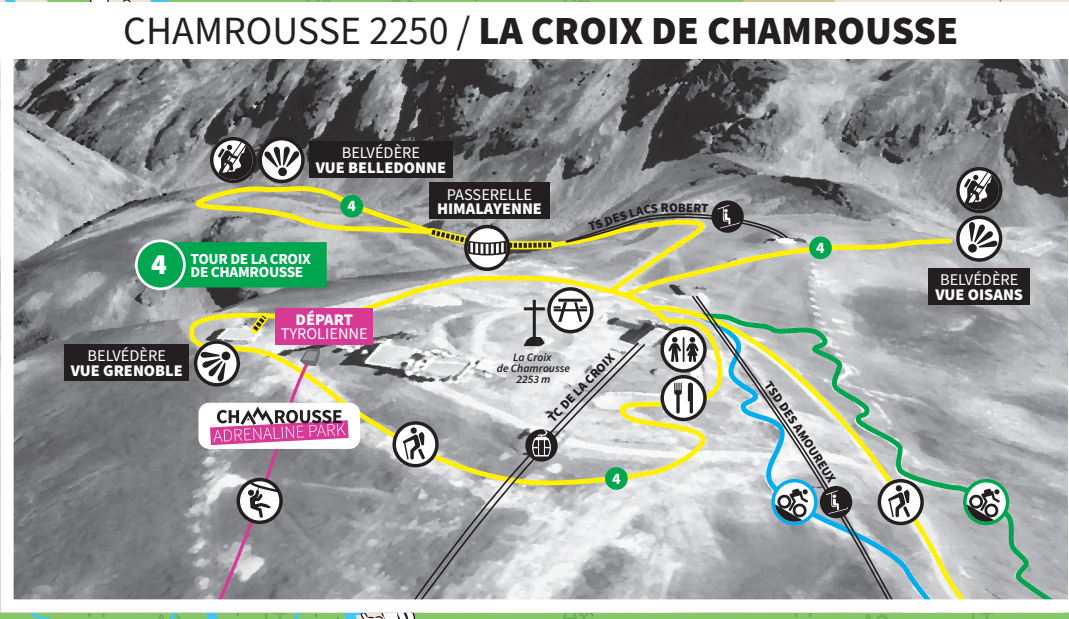 CHAMROUSSE 2250 / LA CROIX DE CHAMROUSSE
BELVÉDÈRE
VUE BELLEDONNE
4
PASSERELLE
HIMALAYENNE
TS DES LACS ROBERT
4
BELVÉDÈRE
VUE OISANS
4
TOUR DE LA CROIX
DE CHAMROUSSE
DÉPART
TYROLIENNE
BELVÉDÈRE
VUE GRENOBLE
La Croix
de Chamrousse
2253 m
TC DE LA CROIX
TSD DES AMOUREUX
CHAMROUSSE
ADRENALINE PARK
4